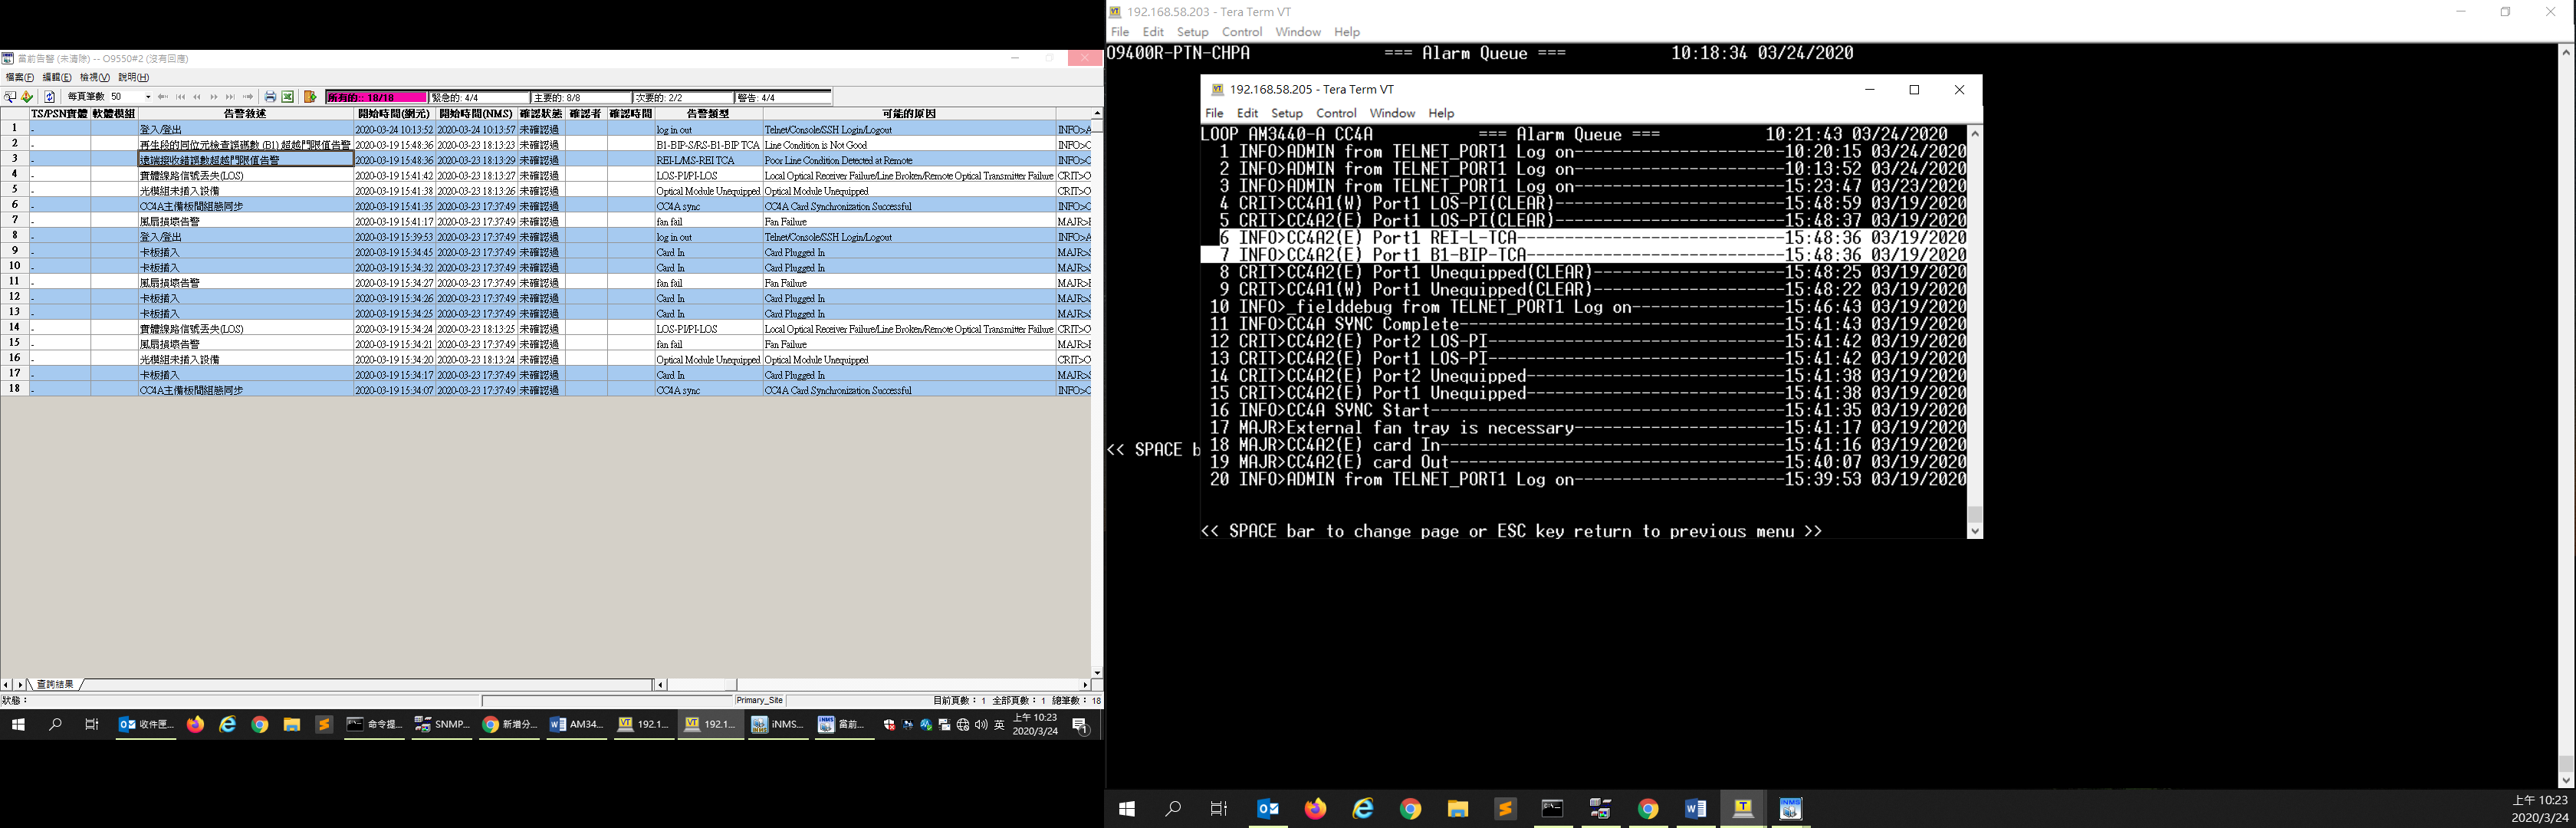 當前告警 (未清除) -- O9550#2 (沒有回應)
檔案(F) 編輯(E) 檢視(V) 說明(H)
每頁筆數 50 所有的:: 18/18 緊急的: 4/4 主要的: 8/8 次要的: 2/2 警告: 4/4
TS/PSN實體 軟體模組 告警敘述 開始時間(網元) 開始時間(NMS) 確認狀態 確認者 確認時間 告警類型 可能的原因
1 - 登入/登出 2020-03-24 10:13:52 2020-03-24 10:13:57 未確認過 log in out Telnet/Console/SSH Login/Logout INFO>A
2 - 再生段的同位元檢查誤碼數 (B1) 超越門限值告警 2020-03-19 15:48:36 2020-03-23 18:13:23 未確認過 B1-BIP-S/RS-B1-BIP TCA Line Condition is Not Good INFO>C
3 - 遠端接收錯誤數超越門限值告警 2020-03-19 15:48:36 2020-03-23 18:13:29 未確認過 REI-L/MS-REI TCA Poor Line Condition Detected at Remote INFO>C
4 - 實體線路信號丟失(LOS) 2020-03-19 15:41:42 2020-03-23 18:13:27 未確認過 LOS-PI/PI-LOS Local Optical Receiver Failure/Line Broken/Remote Optical Transmitter Failure CRIT>C
5 - 光模組未插入設備 2020-03-19 15:41:38 2020-03-23 18:13:26 未確認過 Optical Module Unequipped Optical Module Unequipped CRIT>C
6 - CC4A主備板間組態同步 2020-03-19 15:41:35 2020-03-23 17:37:49 未確認過 CC4A sync CC4A Card Synchronization Successful INFO>C
7 - 風扇損壞告警 2020-03-19 15:41:17 2020-03-23 17:37:49 未確認過 fan fail Fan Failure MAJR>E
8 - 登入/登出 2020-03-19 15:39:53 2020-03-23 17:37:49 未確認過 log in out Telnet/Console/SSH Login/Logout INFO>A
9 - 卡板插入 2020-03-19 15:34:45 2020-03-23 17:37:49 未確認過 Card In Card Plugged In MAJR>S
10 - 卡板插入 2020-03-19 15:34:32 2020-03-23 17:37:49 未確認過 Card In Card Plugged In MAJR>S
11 - 風扇損壞告警 2020-03-19 15:34:27 2020-03-23 17:37:49 未確認過 fan fail Fan Failure MAJR>E
12 - 卡板插入 2020-03-19 15:34:26 2020-03-23 17:37:49 未確認過 Card In Card Plugged In MAJR>S
13 - 卡板插入 2020-03-19 15:34:25 2020-03-23 17:37:49 未確認過 Card In Card Plugged In MAJR>S
14 - 實體線路信號丟失(LOS) 2020-03-19 15:34:24 2020-03-23 18:13:25 未確認過 LOS-PI/PI-LOS Local Optical Receiver Failure/Line Broken/Remote Optical Transmitter Failure CRIT>C
15 - 風扇損壞告警 2020-03-19 15:34:21 2020-03-23 17:37:49 未確認過 fan fail Fan Failure MAJR>E
16 - 光模組未插入設備 2020-03-19 15:34:20 2020-03-23 18:13:24 未確認過 Optical Module Unequipped Optical Module Unequipped CRIT>C
17 - 卡板插入 2020-03-19 15:34:17 2020-03-23 17:37:49 未確認過 Card In Card Plugged In MAJR>S
18 - CC4A主備板間組態同步 2020-03-19 15:34:07 2020-03-23 17:37:49 未確認過 CC4A sync CC4A Card Synchronization Successful INFO>C
查詢結果
狀態： Primary_Site 目前頁數： 1 全部頁數： 1 總筆數： 18
收件匣... 命令提... SNMP... 新增分... AM34... 192.1... 192.1... iNMS... 當前... 英 上午 10:23
2020/3/24
192.168.58.203 - Tera Term VT
File Edit Setup Control Window Help
O9400R-PTN-CHPA === Alarm Queue === 10:18:34 03/24/2020
<< SPACE b
192.168.58.205 - Tera Term VT
File Edit Setup Control Window Help
LOOP AM3440-A CC4A === Alarm Queue === 10:21:43 03/24/2020
1 INFO>ADMIN from TELNET_PORT1 Log on----------------------10:20:15 03/24/2020
2 INFO>ADMIN from TELNET_PORT1 Log on----------------------10:13:52 03/24/2020
3 INFO>ADMIN from TELNET_PORT1 Log on----------------------15:23:47 03/23/2020
4 CRIT>CC4A1(W) Port1 LOS-PI(CLEAR)------------------------15:48:59 03/19/2020
5 CRIT>CC4A2(E) Port1 LOS-PI(CLEAR)------------------------15:48:37 03/19/2020
6 INFO>CC4A2(E) Port1 REI-L-TCA----------------------------15:48:36 03/19/2020
7 INFO>CC4A2(E) Port1 B1-BIP-TCA---------------------------15:48:36 03/19/2020
8 CRIT>CC4A2(E) Port1 Unequipped(CLEAR)--------------------15:48:25 03/19/2020
9 CRIT>CC4A1(W) Port1 Unequipped(CLEAR)--------------------15:48:22 03/19/2020
10 INFO>_fielddebug from TELNET_PORT1 Log on----------------15:46:43 03/19/2020
11 INFO>CC4A SYNC Complete----------------------------------15:41:43 03/19/2020
12 CRIT>CC4A2(E) Port2 LOS-PI-------------------------------15:41:42 03/19/2020
13 CRIT>CC4A2(E) Port1 LOS-PI-------------------------------15:41:42 03/19/2020
14 CRIT>CC4A2(E) Port2 Unequipped---------------------------15:41:38 03/19/2020
15 CRIT>CC4A2(E) Port1 Unequipped---------------------------15:41:38 03/19/2020
16 INFO>CC4A SYNC Start-------------------------------------15:41:35 03/19/2020
17 MAJR>External fan tray is necessary----------------------15:41:17 03/19/2020
18 MAJR>CC4A2(E) card In------------------------------------15:41:16 03/19/2020
19 MAJR>CC4A2(E) card Out-----------------------------------15:40:07 03/19/2020
20 INFO>ADMIN from TELNET_PORT1 Log on----------------------15:39:53 03/19/2020
<< SPACE bar to change page or ESC key return to previous menu >>
上午 10:23
2020/3/24